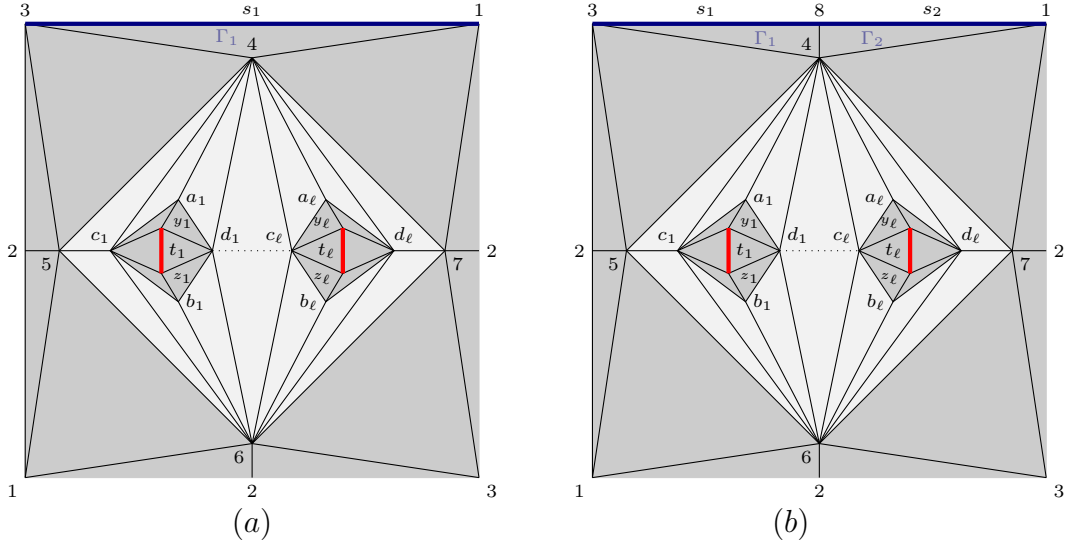 3 s₁ 1
Γ₁
4
a₁ aℓ
y₁ yℓ
c₁ d₁ cℓ dℓ
2 5 t₁ tℓ 7 2
z₁ zℓ
b₁ bℓ
6
1 2 3
(a)
3 s₁ 8 s₂ 1
Γ₁ Γ₂
4
a₁ aℓ
y₁ yℓ
c₁ d₁ cℓ dℓ
2 5 t₁ tℓ 7 2
z₁ zℓ
b₁ bℓ
6
1 2 3
(b)